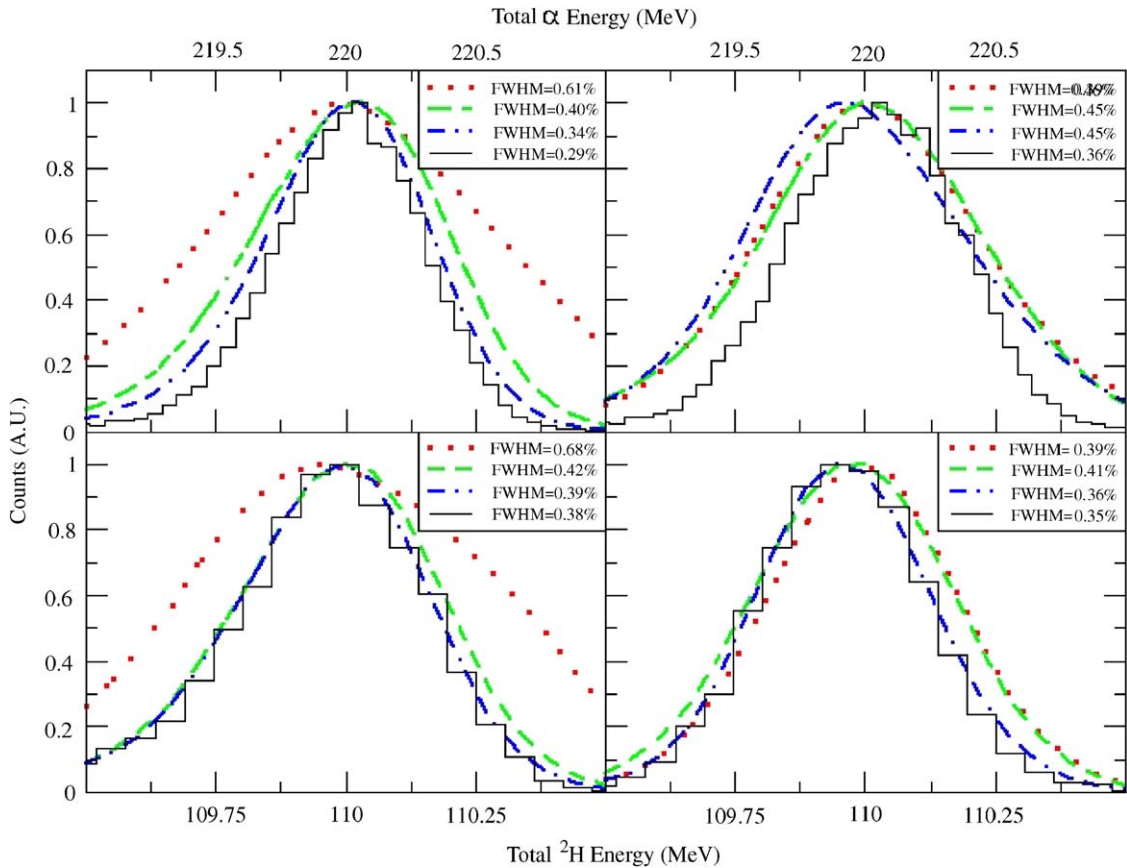 Total α Energy (MeV)
219.5 220 220.5 219.5 220 220.5
FWHM=0.61%
FWHM=0.40%
FWHM=0.34%
FWHM=0.29%
FWHM=
FWHM=0.45%
FWHM=0.45%
FWHM=0.36%
1
0.8
0.6
0.4
0.2
0
Counts (A.U.)
FWHM=0.68%
FWHM=0.42%
FWHM=0.39%
FWHM=0.38%
FWHM=0.39%
FWHM=0.41%
FWHM=0.36%
FWHM=0.35%
1
0.8
0.6
0.4
0.2
0
109.75 110 110.25 109.75 110 110.25
Total ²H Energy (MeV)